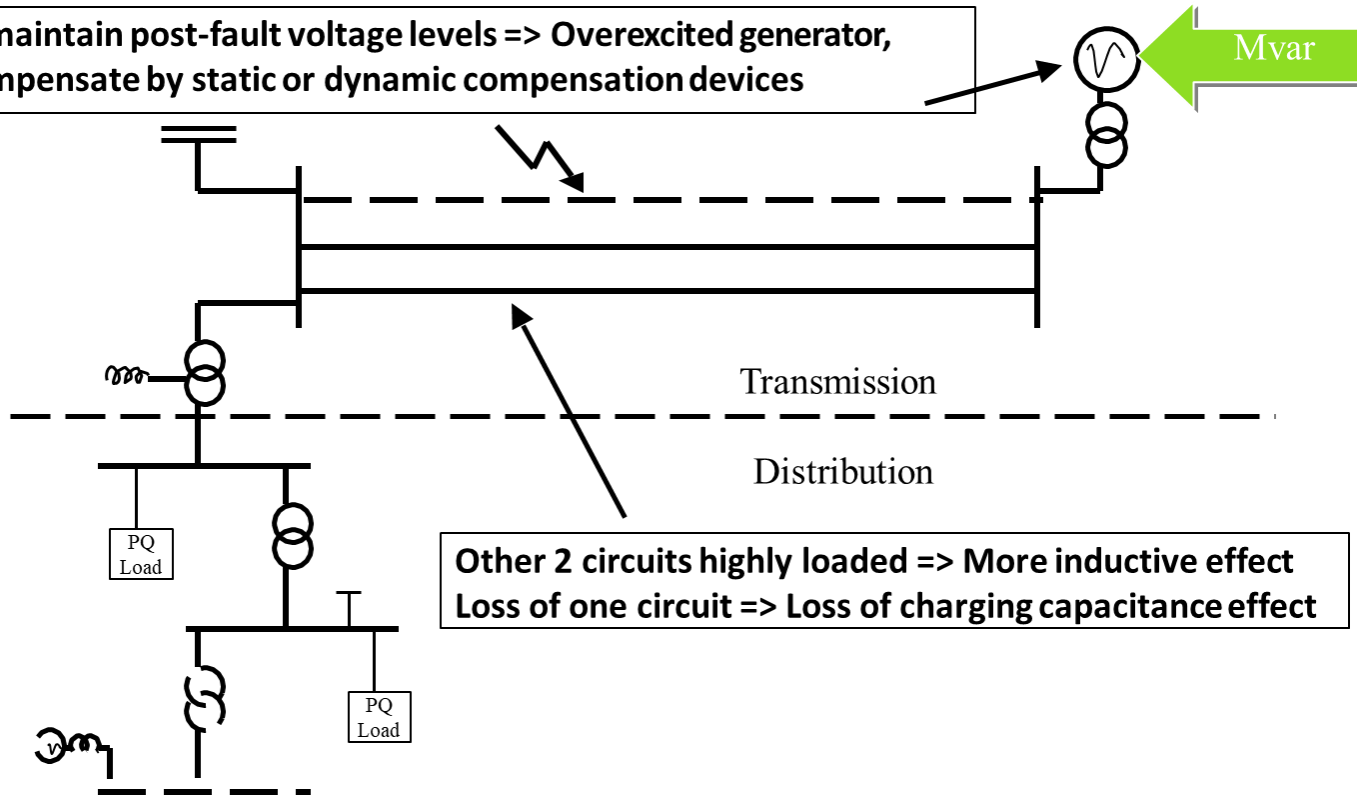 maintain post-fault voltage levels => Overexcited generator,
mpensate by static or dynamic compensation devices
Mvar
Transmission
Distribution
PQ
Load
Other 2 circuits highly loaded => More inductive effect
Loss of one circuit => Loss of charging capacitance effect
PQ
Load